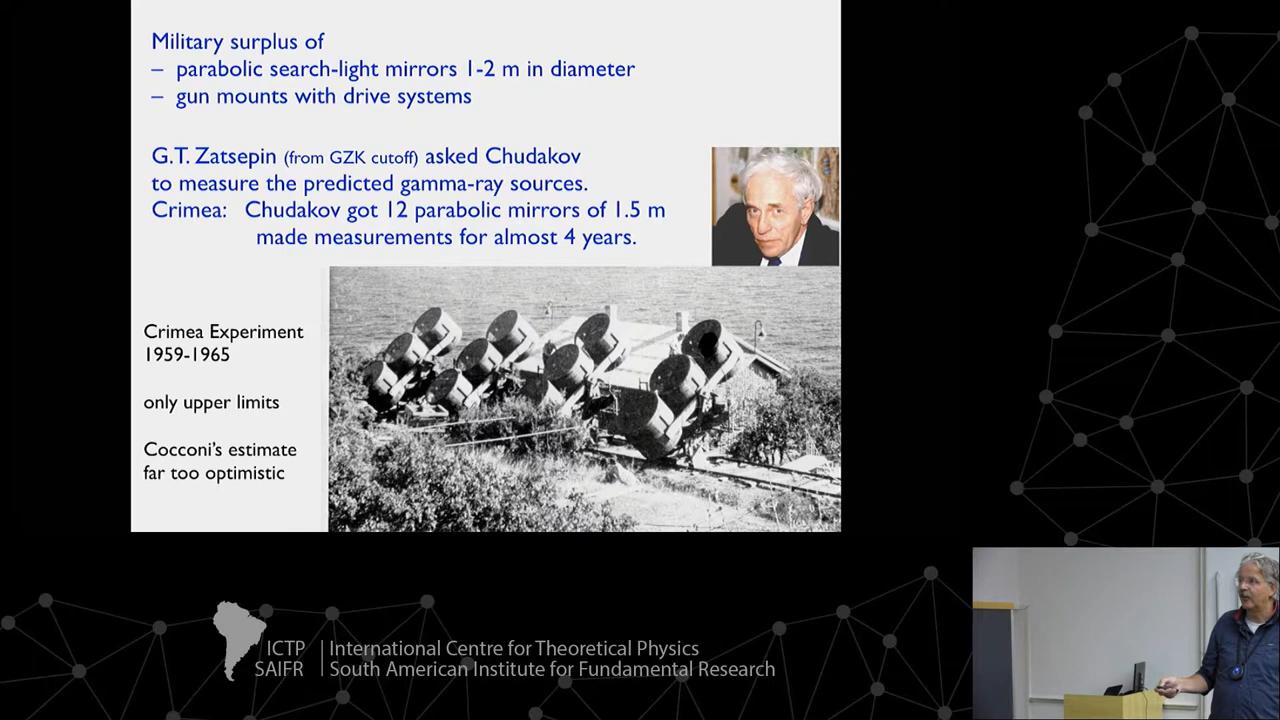 Military surplus of
– parabolic search-light mirrors 1-2 m in diameter
– gun mounts with drive systems
G.T. Zatsepin (from GZK cutoff) asked Chudakov
to measure the predicted gamma-ray sources.
Crimea: Chudakov got 12 parabolic mirrors of 1.5 m
made measurements for almost 4 years.
Crimea Experiment
1959-1965
only upper limits
Cocconi's estimate
far too optimistic
ICTP
SAIFR
International Centre for Theoretical Physics
South American Institute for Fundamental Research